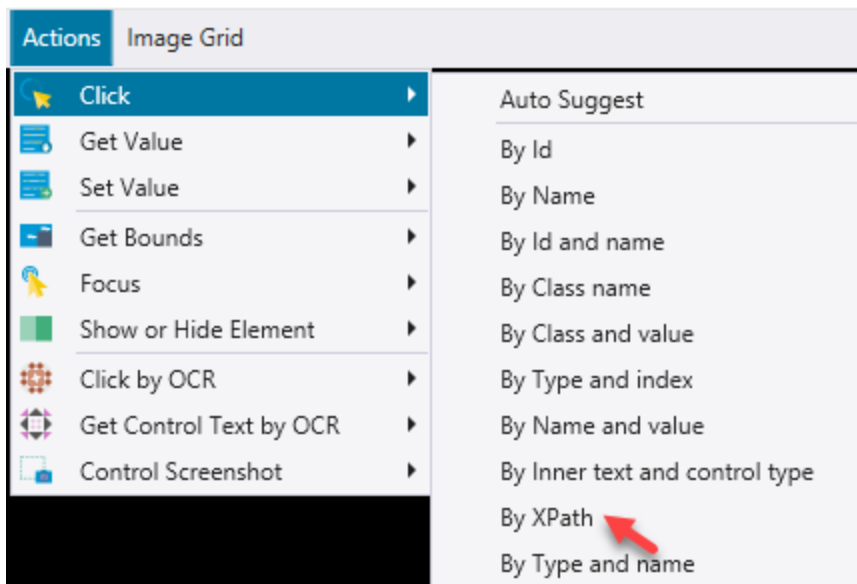 Actions
Image Grid
Click
Get Value
Set Value
Get Bounds
Focus
Show or Hide Element
Click by OCR
Get Control Text by OCR
Control Screenshot
Auto Suggest
By Id
By Name
By Id and name
By Class name
By Class and value
By Type and index
By Name and value
By Inner text and control type
By XPath
By Type and name